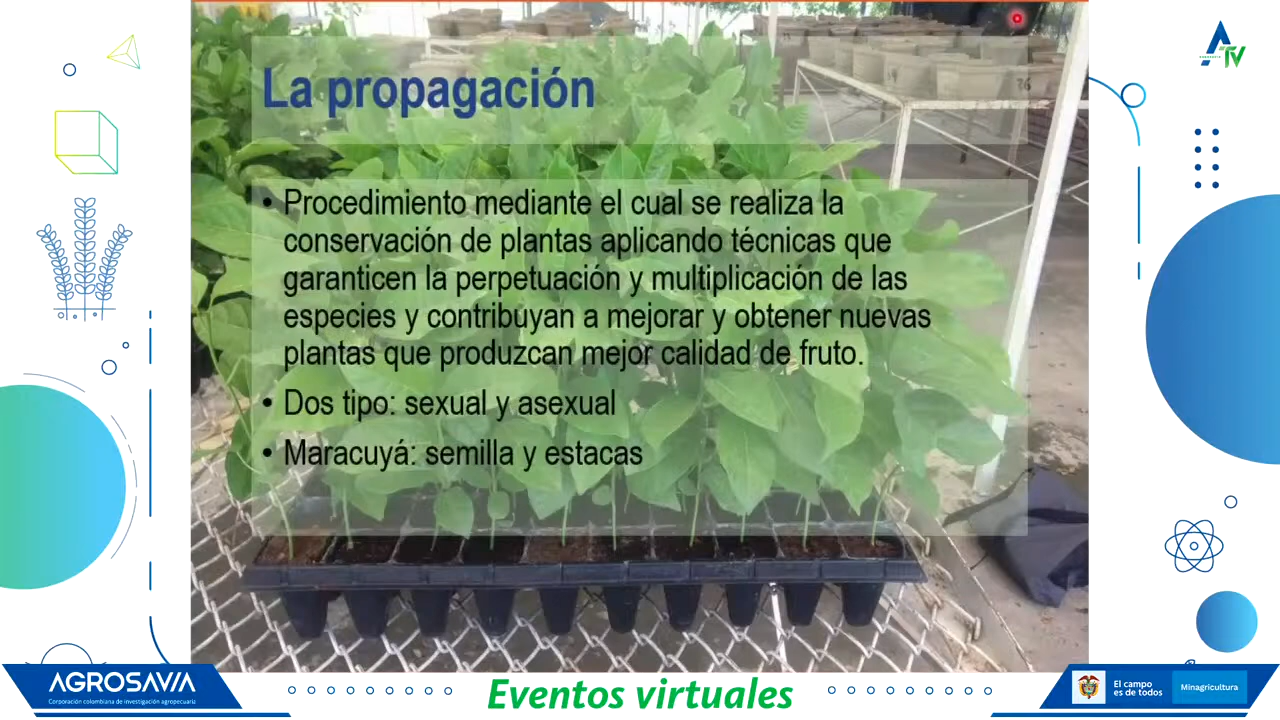 La propagación
• Procedimiento mediante el cual se realiza la
conservación de plantas aplicando técnicas que
garanticen la perpetuación y multiplicación de las
especies y contribuyan a mejorar y obtener nuevas
plantas que produzcan mejor calidad de fruto.
• Dos tipo: sexual y asexual
• Maracuyá: semilla y estacas
76
ATV
AGROSAVIA
Corporación colombiana de investigación agropecuaria
Eventos virtuales
El campo
es de todos
Minagricultura